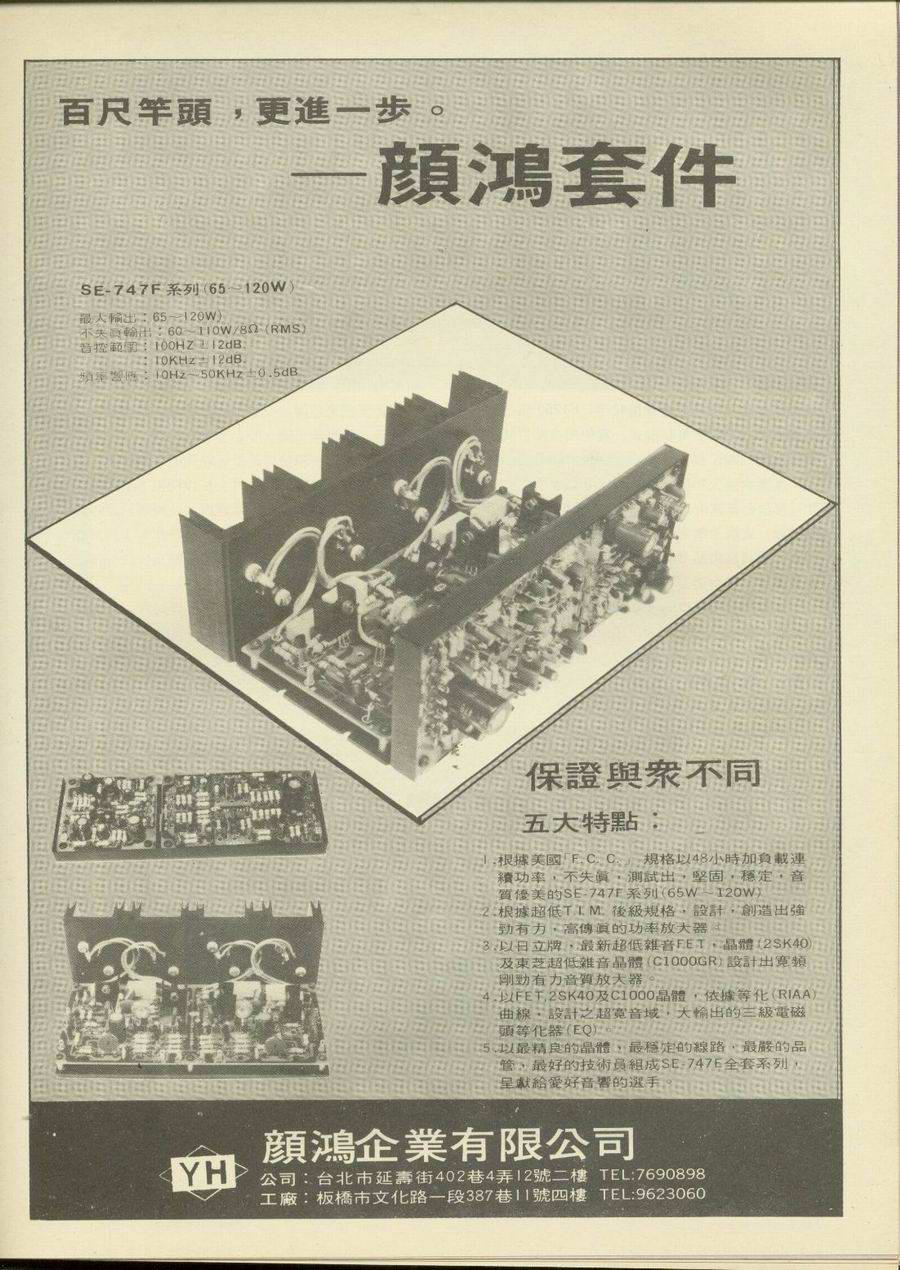 百尺竿頭，更進一步。
—顏鴻套件
SE-747F 系列(65～120W)
最大輸出：65～120W)
不失眞輸出：60～110W/8Ω (RMS)
音控範圍：100HZ±12dB.
：10KHz±12dB.
頻率響應：10Hz～50KHz±0.5dB
保證與衆不同
五大特點：
1.根據美國「F.C.C.」規格以48小時加負載連
續功率，不失眞，測試出，堅固，穩定，音
質優美的SE-747F系列(65W～120W)
2.根據超低T.I.M.後級規格，設計，創造出強
勁有力，高傳眞的功率放大器。
3.以日立牌，最新超低雜音F.E.T，晶體(2SK40)
及東芝超低雜音晶體(C1000GR)設計出寬頻
剛勁有力音質放大器。
4.以FET,2SK40及C1000晶體，依據等化(RIAA)
曲線，設計之超寬音域，大輸出的三級電磁
頭等化器(EQ)。
5.以最精良的晶體，最穩定的線路，最嚴的品
管，最好的技術員組成SE-747F全套系列，
呈獻給愛好音響的選手。
YH
顏鴻企業有限公司
公司：台北市延壽街402巷4弄12號二樓 TEL:7690898
工廠：板橋市文化路一段387巷11號四樓 TEL:9623060